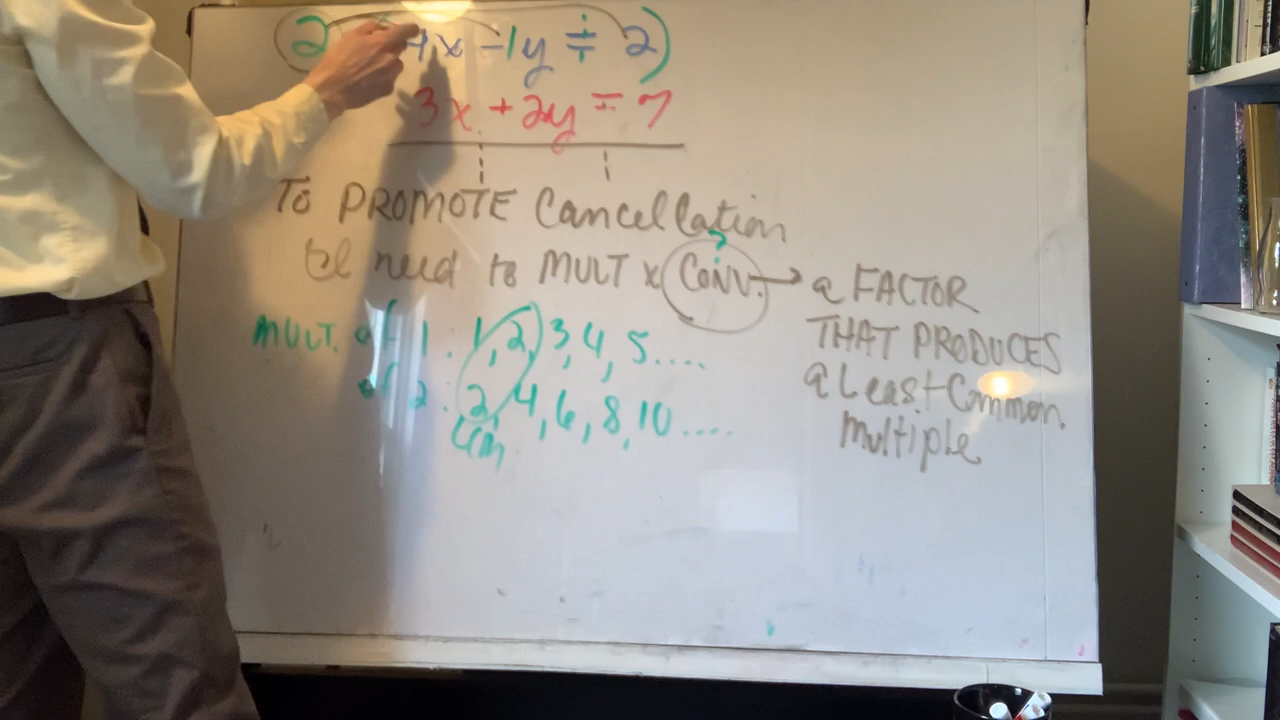 2 4x - 1y = 2)
3x + 2y = 7
To PROMOTE Cancellation
I need to MULT x CONV. → a FACTOR
THAT PRODUCES
a Least Common
Multiple
?
MULT. of 1 : 1, 2, 3, 4, 5....
of 2 : 2, 4, 6, 8, 10....
LCM